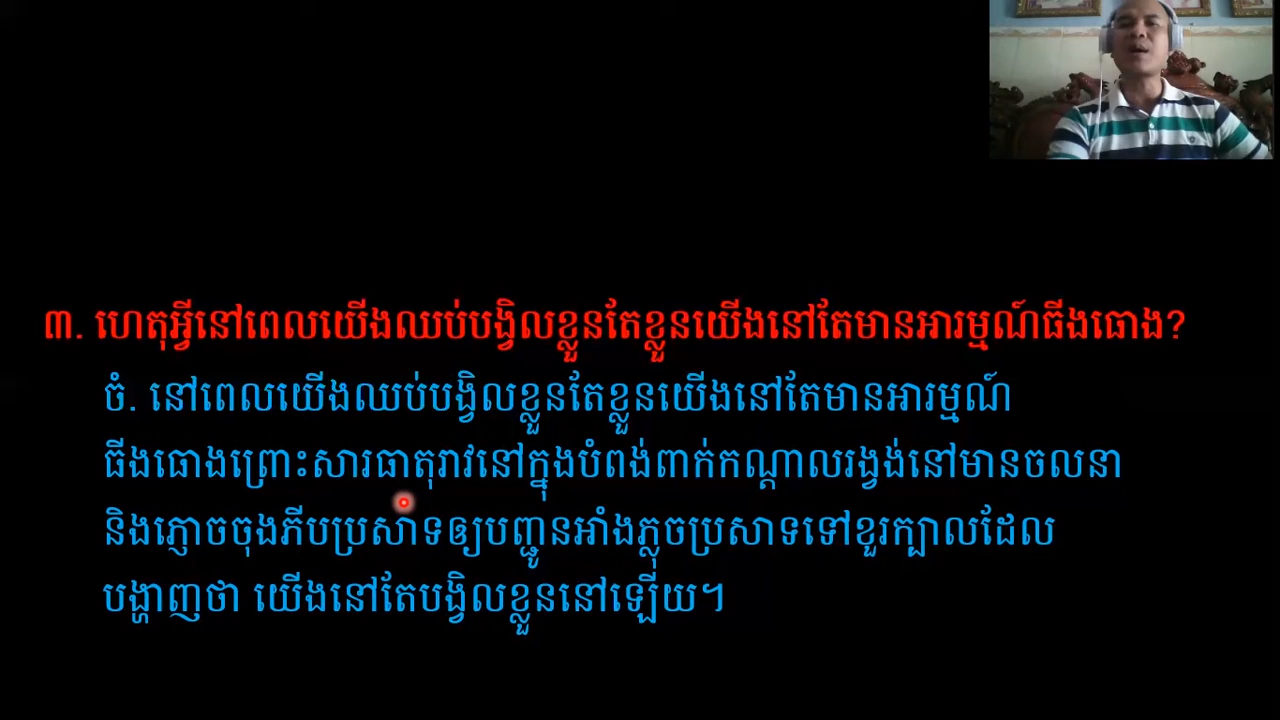 ៣. ហេតុអ្វីនៅពេលយើងឈប់បង្វិលខ្លួនតែខ្លួនយើងនៅតែមានអារម្មណ៍ធីងធោង?
ចំ. នៅពេលយើងឈប់បង្វិលខ្លួនតែខ្លួនយើងនៅតែមានអារម្មណ៍
ធីងធោងព្រោះសារធាតុរាវនៅក្នុងបំពង់ពាក់កណ្តាលរង្វង់នៅមានចលនា
និងភ្ញោចចុងភីបប្រសាទឲ្យបញ្ជូនអាំងភ្លុចប្រសាទទៅខួរក្បាលដែល
បង្ហាញថា យើងនៅតែបង្វិលខ្លួននៅឡើយ។